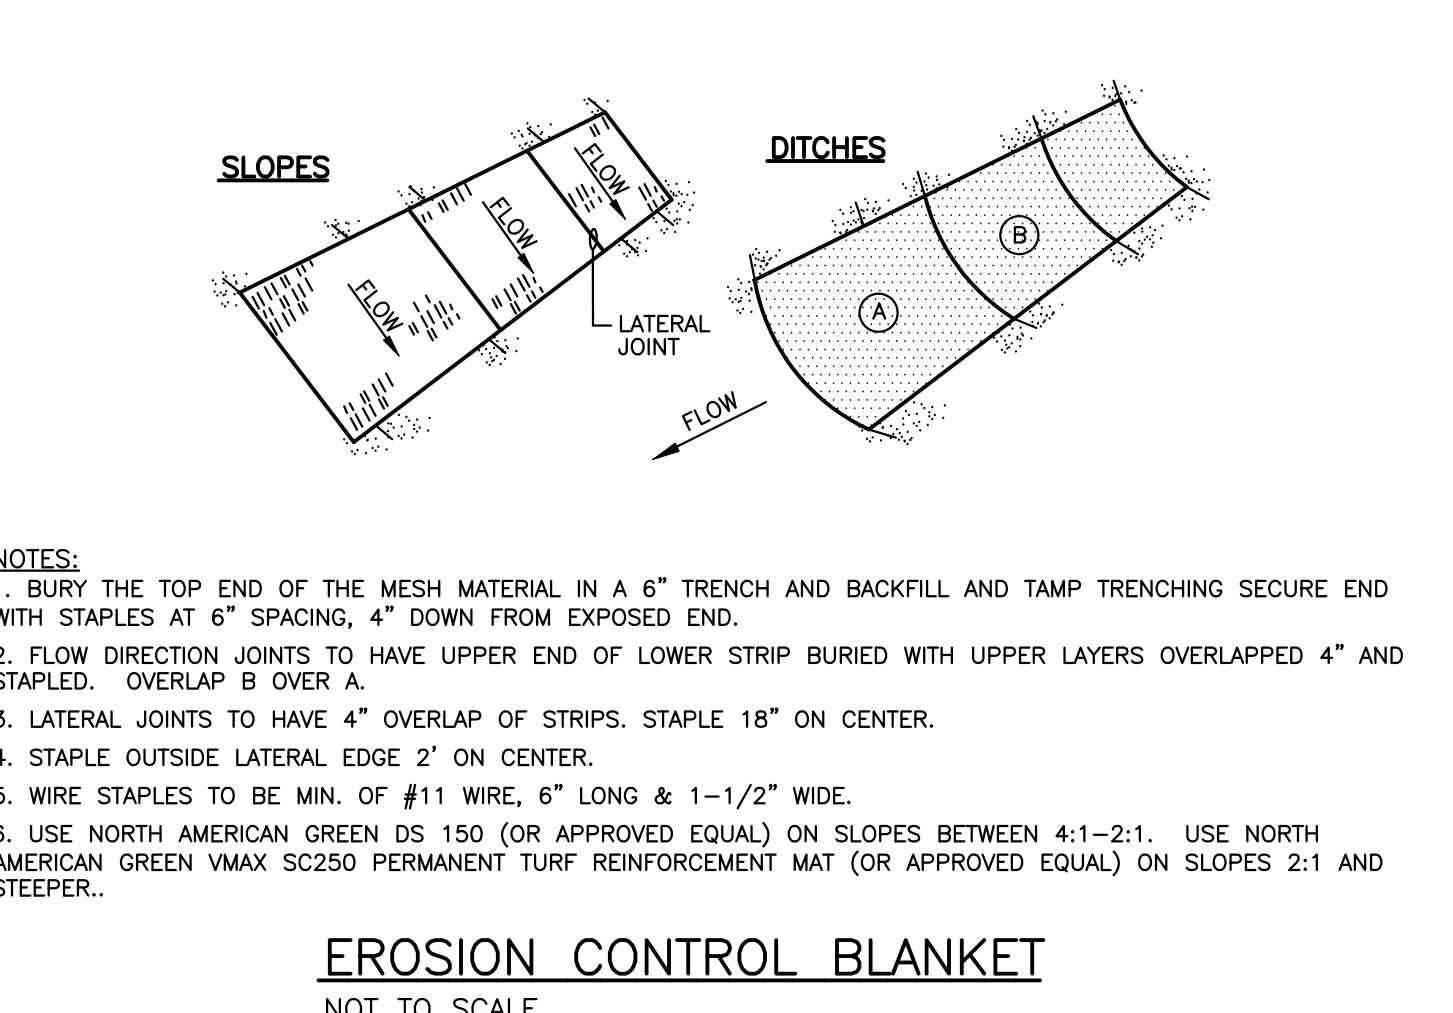 SLOPES
DITCHES
FLOW
FLOW
FLOW
LATERAL
JOINT
B
A
FLOW
NOTES:
. BURY THE TOP END OF THE MESH MATERIAL IN A 6” TRENCH AND BACKFILL AND TAMP TRENCHING SECURE END
WITH STAPLES AT 6” SPACING, 4” DOWN FROM EXPOSED END.
2. FLOW DIRECTION JOINTS TO HAVE UPPER END OF LOWER STRIP BURIED WITH UPPER LAYERS OVERLAPPED 4” AND
STAPLED. OVERLAP B OVER A.
3. LATERAL JOINTS TO HAVE 4” OVERLAP OF STRIPS. STAPLE 18” ON CENTER.
4. STAPLE OUTSIDE LATERAL EDGE 2’ ON CENTER.
5. WIRE STAPLES TO BE MIN. OF #11 WIRE, 6” LONG & 1-1/2” WIDE.
6. USE NORTH AMERICAN GREEN DS 150 (OR APPROVED EQUAL) ON SLOPES BETWEEN 4:1-2:1. USE NORTH
AMERICAN GREEN VMAX SC250 PERMANENT TURF REINFORCEMENT MAT (OR APPROVED EQUAL) ON SLOPES 2:1 AND
STEEPER..
EROSION CONTROL BLANKET
NOT TO SCALE